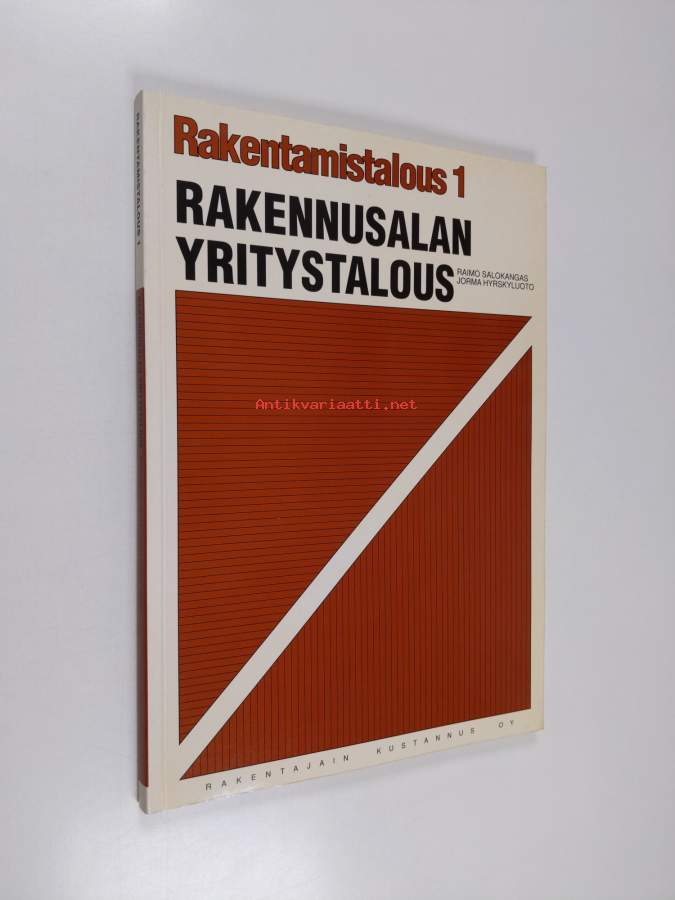 RAKENTAMISTALOUS 1
Rakentamistalous 1
RAKENNUSALAN
YRITYSTALOUS
RAIMO SALOKANGAS
JORMA HYRSKYLUOTO
Antikvariaatti.net
RAKENTAJAIN KUSTANNUS OY